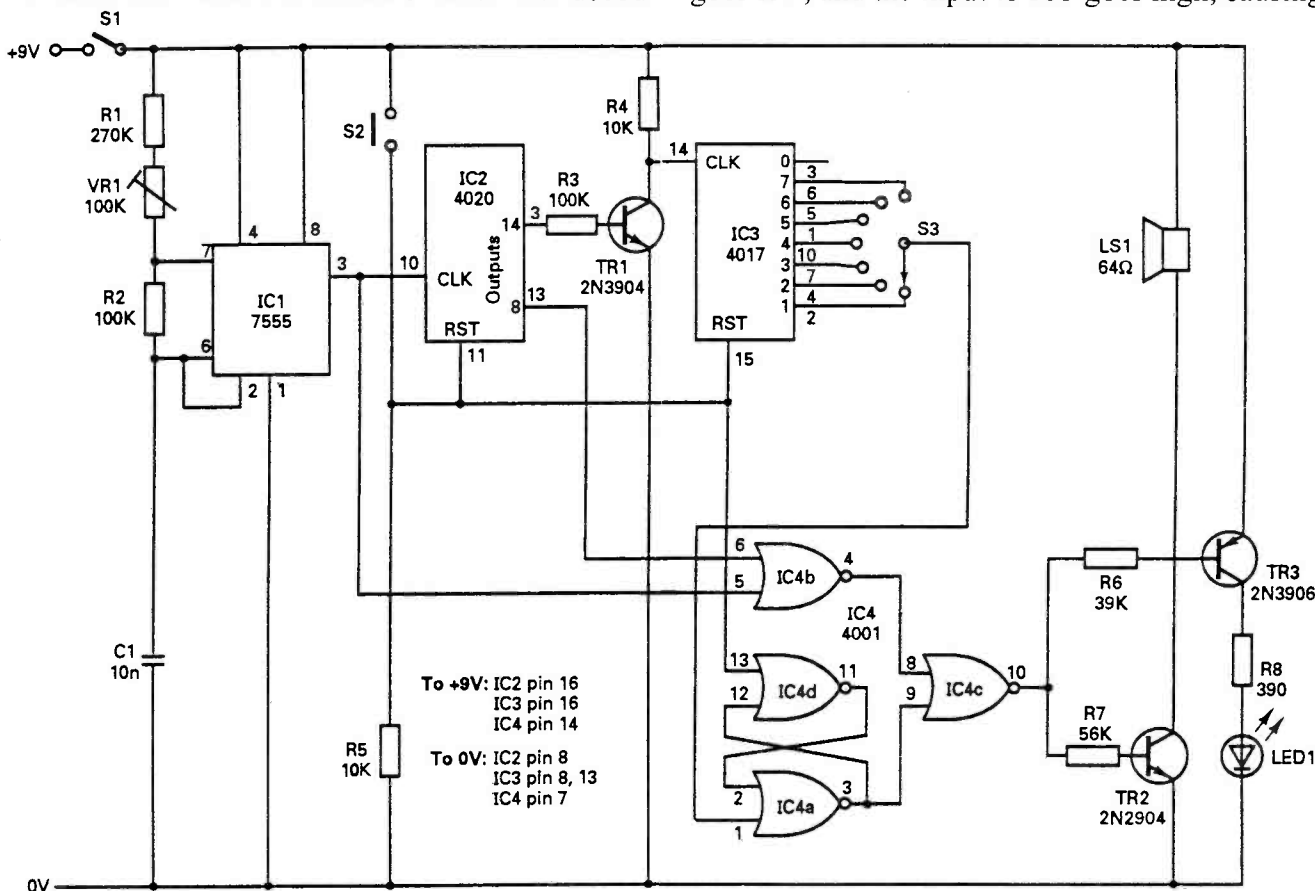 +9V
S1
R1
270K
VR1
100K
R2
100K
C1
10n
0V
7
6
4
8
3
2
1
IC1
7555
S2
R5
10K
10
CLK
IC2
4020
Outputs
14
8
3
13
RST
11
R3
100K
R4
10K
TR1
2N3904
14
CLK
IC3
4017
RST
15
0
7
6
5
4
3
2
1
3
6
5
1
10
7
4
2
S3
LS1
64Ω
6
5
IC4b
4
IC4
4001
13
12
IC4d
11
2
1
IC4a
3
8
9
IC4c
10
R6
39K
R7
56K
TR2
2N2904
TR3
2N3906
R8
390
LED1
To +9V: IC2 pin 16
IC3 pin 16
IC4 pin 14
To 0V: IC2 pin 8
IC3 pin 8, 13
IC4 pin 7